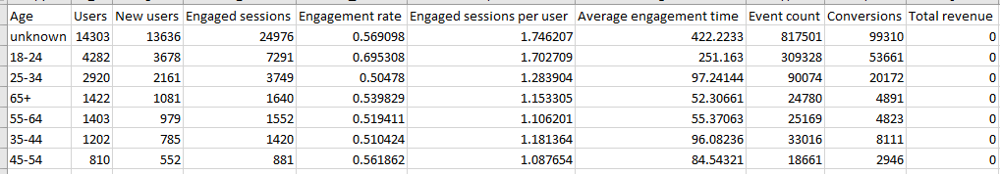 Age Users New users Engaged sessions Engagement rate Engaged sessions per user Average engagement time Event count Conversions Total revenue
unknown 14303 13636 24976 0.569098 1.746207 422.2233 817501 99310 0
18-24 4282 3678 7291 0.695308 1.702709 251.163 309328 53661 0
25-34 2920 2161 3749 0.50478 1.283904 97.24144 90074 20172 0
65+ 1422 1081 1640 0.539829 1.153305 52.30661 24780 4891 0
55-64 1403 979 1552 0.519411 1.106201 55.37063 25169 4823 0
35-44 1202 785 1420 0.510424 1.181364 96.08236 33016 8111 0
45-54 810 552 881 0.561862 1.087654 84.54321 18661 2946 0